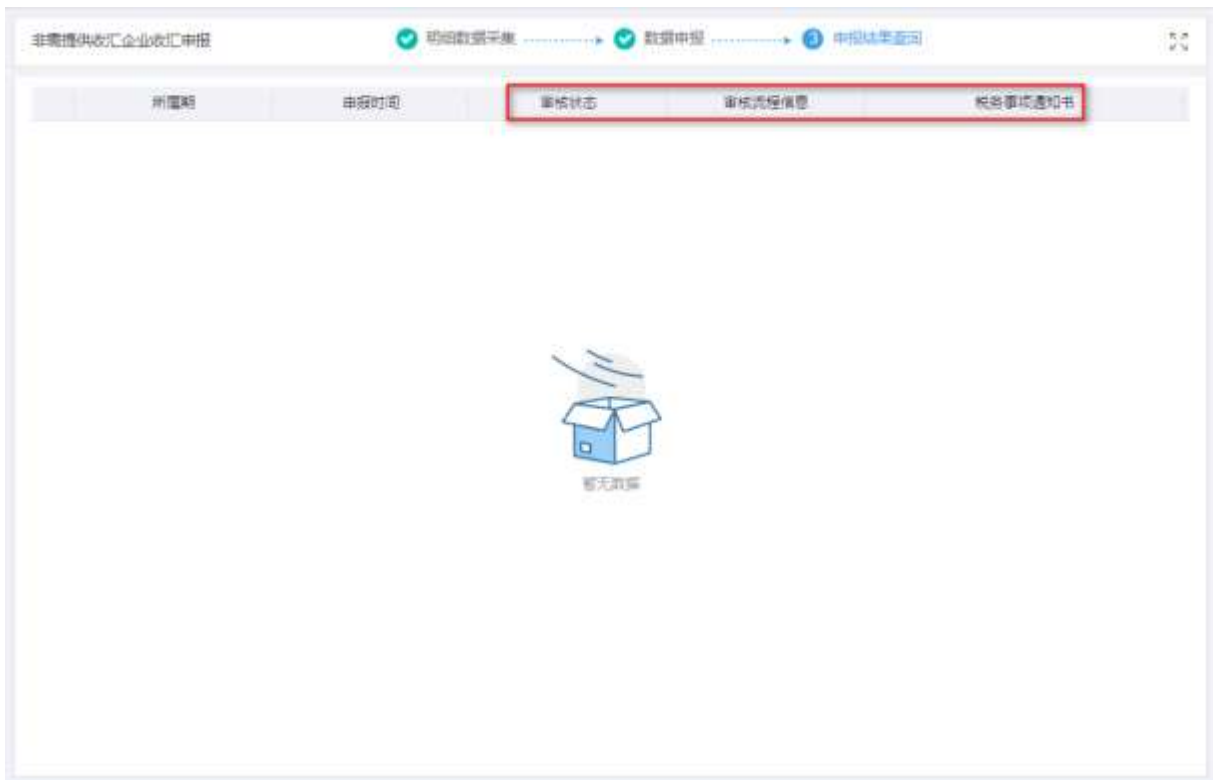 非需提供收汇企业收汇申报
明细数据采集
数据申报
3 申报结果查询
所属期 申报时间 审核状态 审核流程信息 税务事项通知书
暂无数据